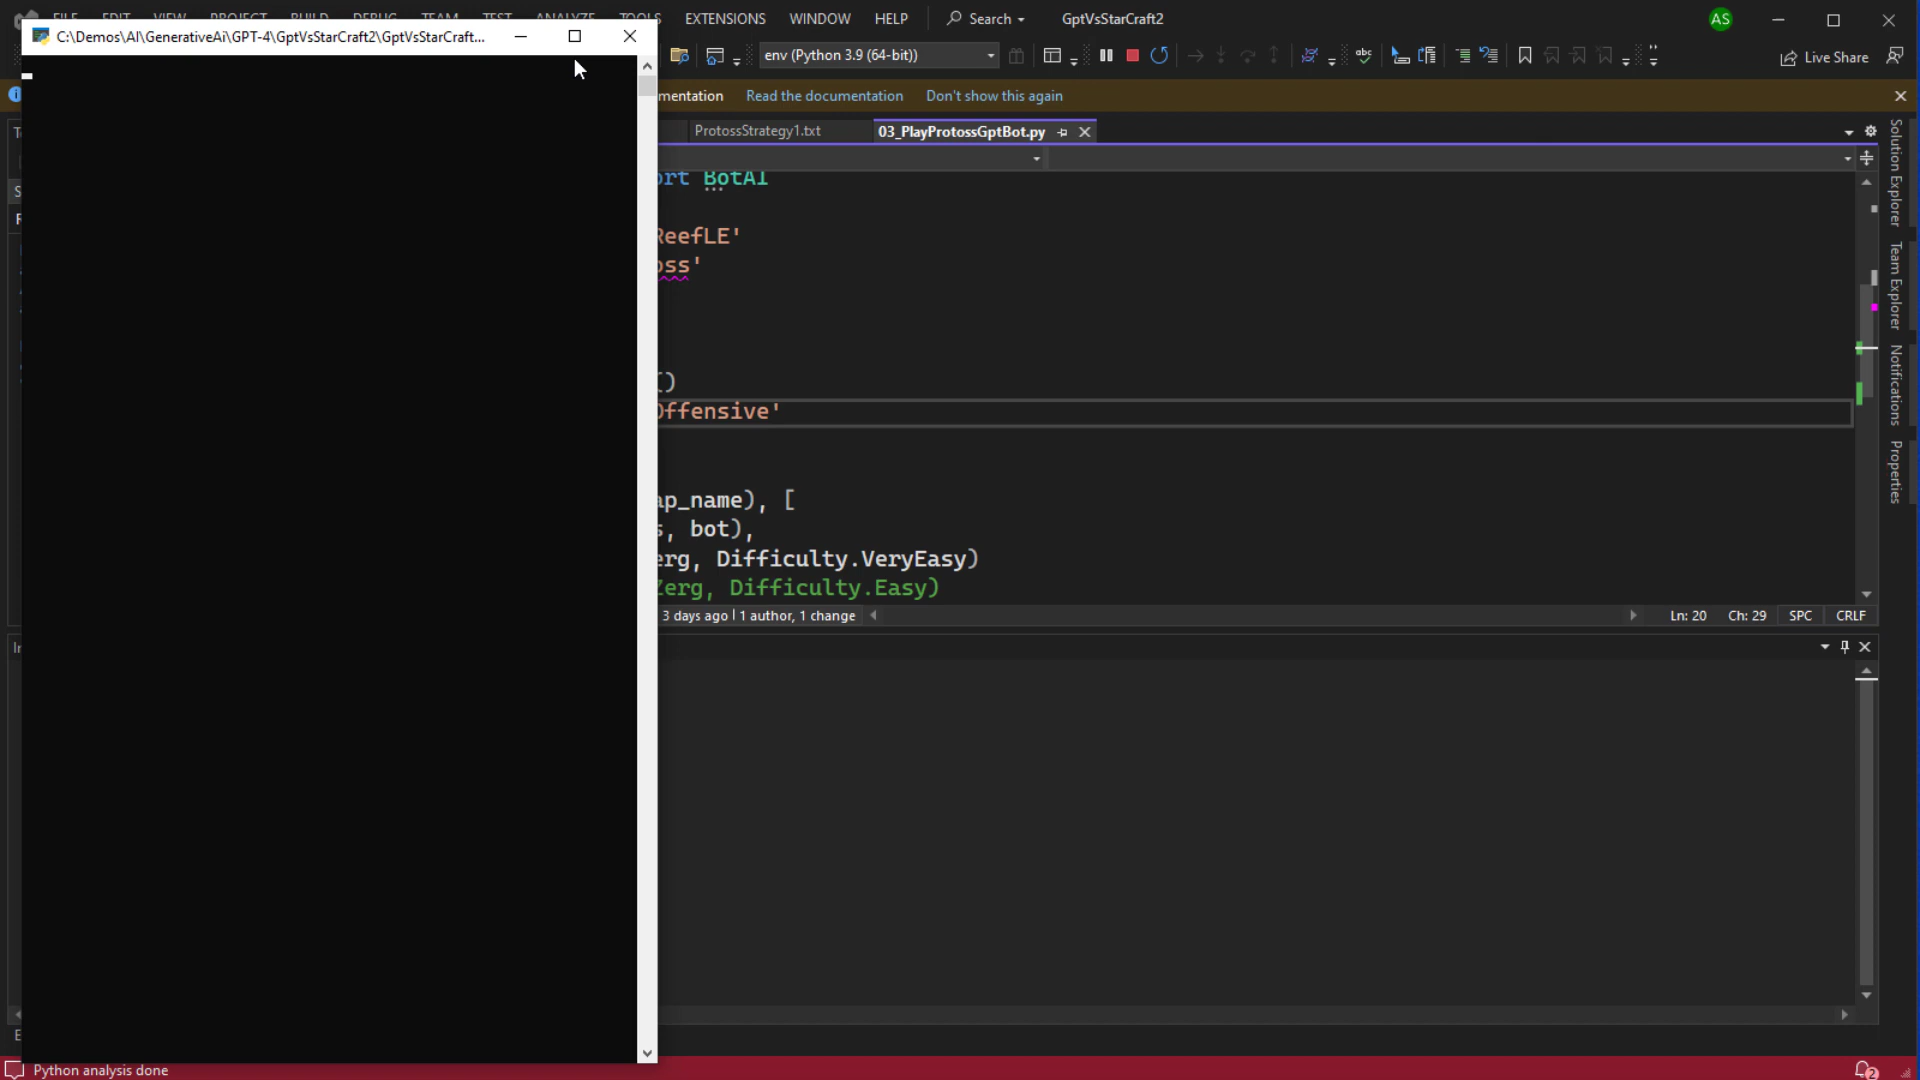 EXTENSIONS WINDOW HELP Search GptVsStarCraft2 AS
C:\Demos\AI\GenerativeAi\GPT-4\GptVsStarCraft2\GptVsStarCraft...
env (Python 3.9 (64-bit)) Live Share
mentation Read the documentation Don't show this again
ProtossStrategy1.txt 03_PlayProtossGptBot.py
ort BotAI
ReefLE'
oss'
()
Offensive'
ap_name), [
s, bot),
erg, Difficulty.VeryEasy)
Zerg, Difficulty.Easy)
3 days ago | 1 author, 1 change Ln: 20 Ch: 29 SPC CRLF
Solution Explorer
Team Explorer
Notifications
Properties
Python analysis done 2